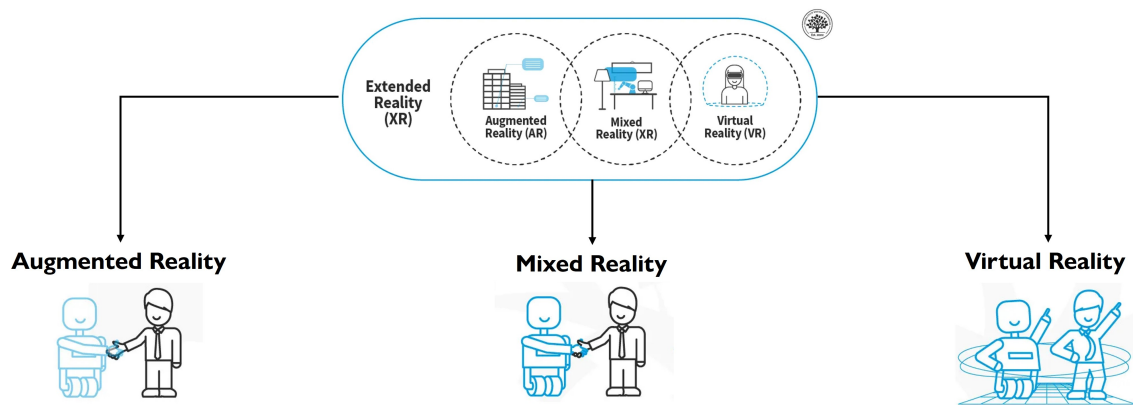 Extended
Reality
(XR)
Augmented
Reality (AR)
Mixed
Reality (XR)
Virtual
Reality (VR)
Augmented Reality
Mixed Reality
Virtual Reality